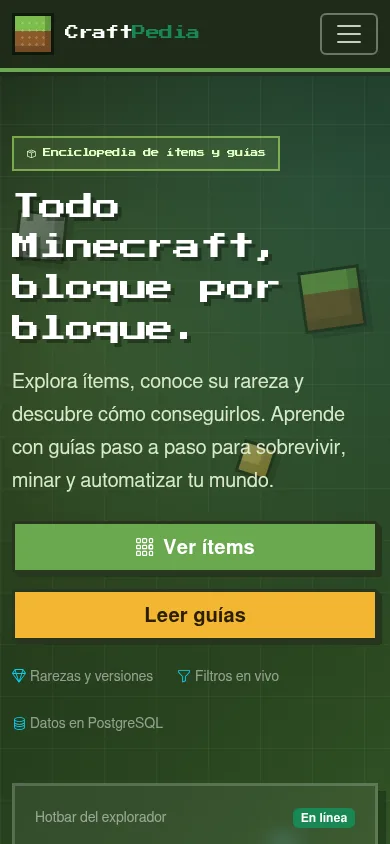 CraftPedia
Enciclopedia de ítems y guías
Todo
Minecraft,
bloque por
bloque.
Explora ítems, conoce su rareza y
descubre cómo conseguirlos. Aprende
con guías paso a paso para sobrevivir,
minar y automatizar tu mundo.
Ver ítems
Leer guías
Rarezas y versiones
Filtros en vivo
Datos en PostgreSQL
Hotbar del explorador
En línea